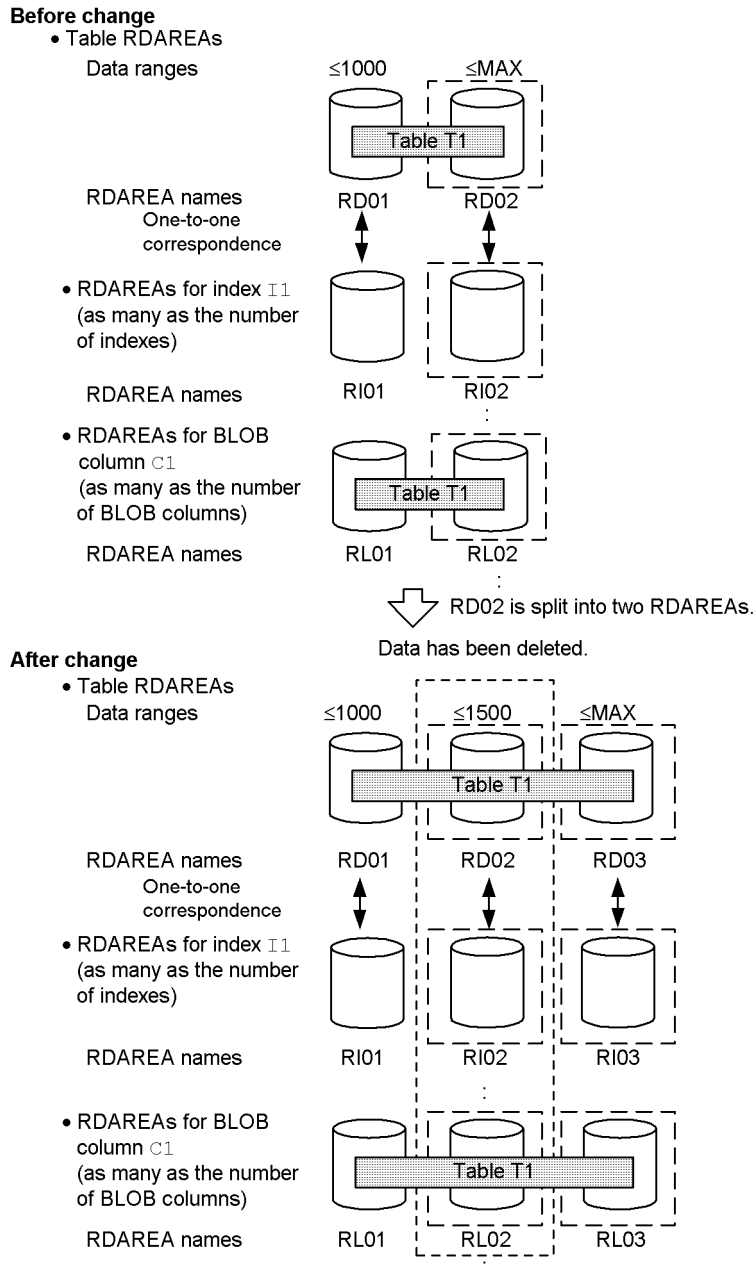 Before change
• Table RDAREAs
Data ranges ≤1000 ≤MAX
Table T1
RDAREA names RD01 RD02
One-to-one
correspondence
• RDAREAs for index I1
(as many as the number
of indexes)
RDAREA names RI01 RI02
:
• RDAREAs for BLOB
column C1
(as many as the number
of BLOB columns)
Table T1
RDAREA names RL01 RL02
:
RD02 is split into two RDAREAs.
Data has been deleted.
After change
• Table RDAREAs
Data ranges ≤1000 ≤1500 ≤MAX
Table T1
RDAREA names RD01 RD02 RD03
One-to-one
correspondence
• RDAREAs for index I1
(as many as the number
of indexes)
RDAREA names RI01 RI02 RI03
:
• RDAREAs for BLOB
column C1
(as many as the number
of BLOB columns)
Table T1
RDAREA names RL01 RL02 RL03
: